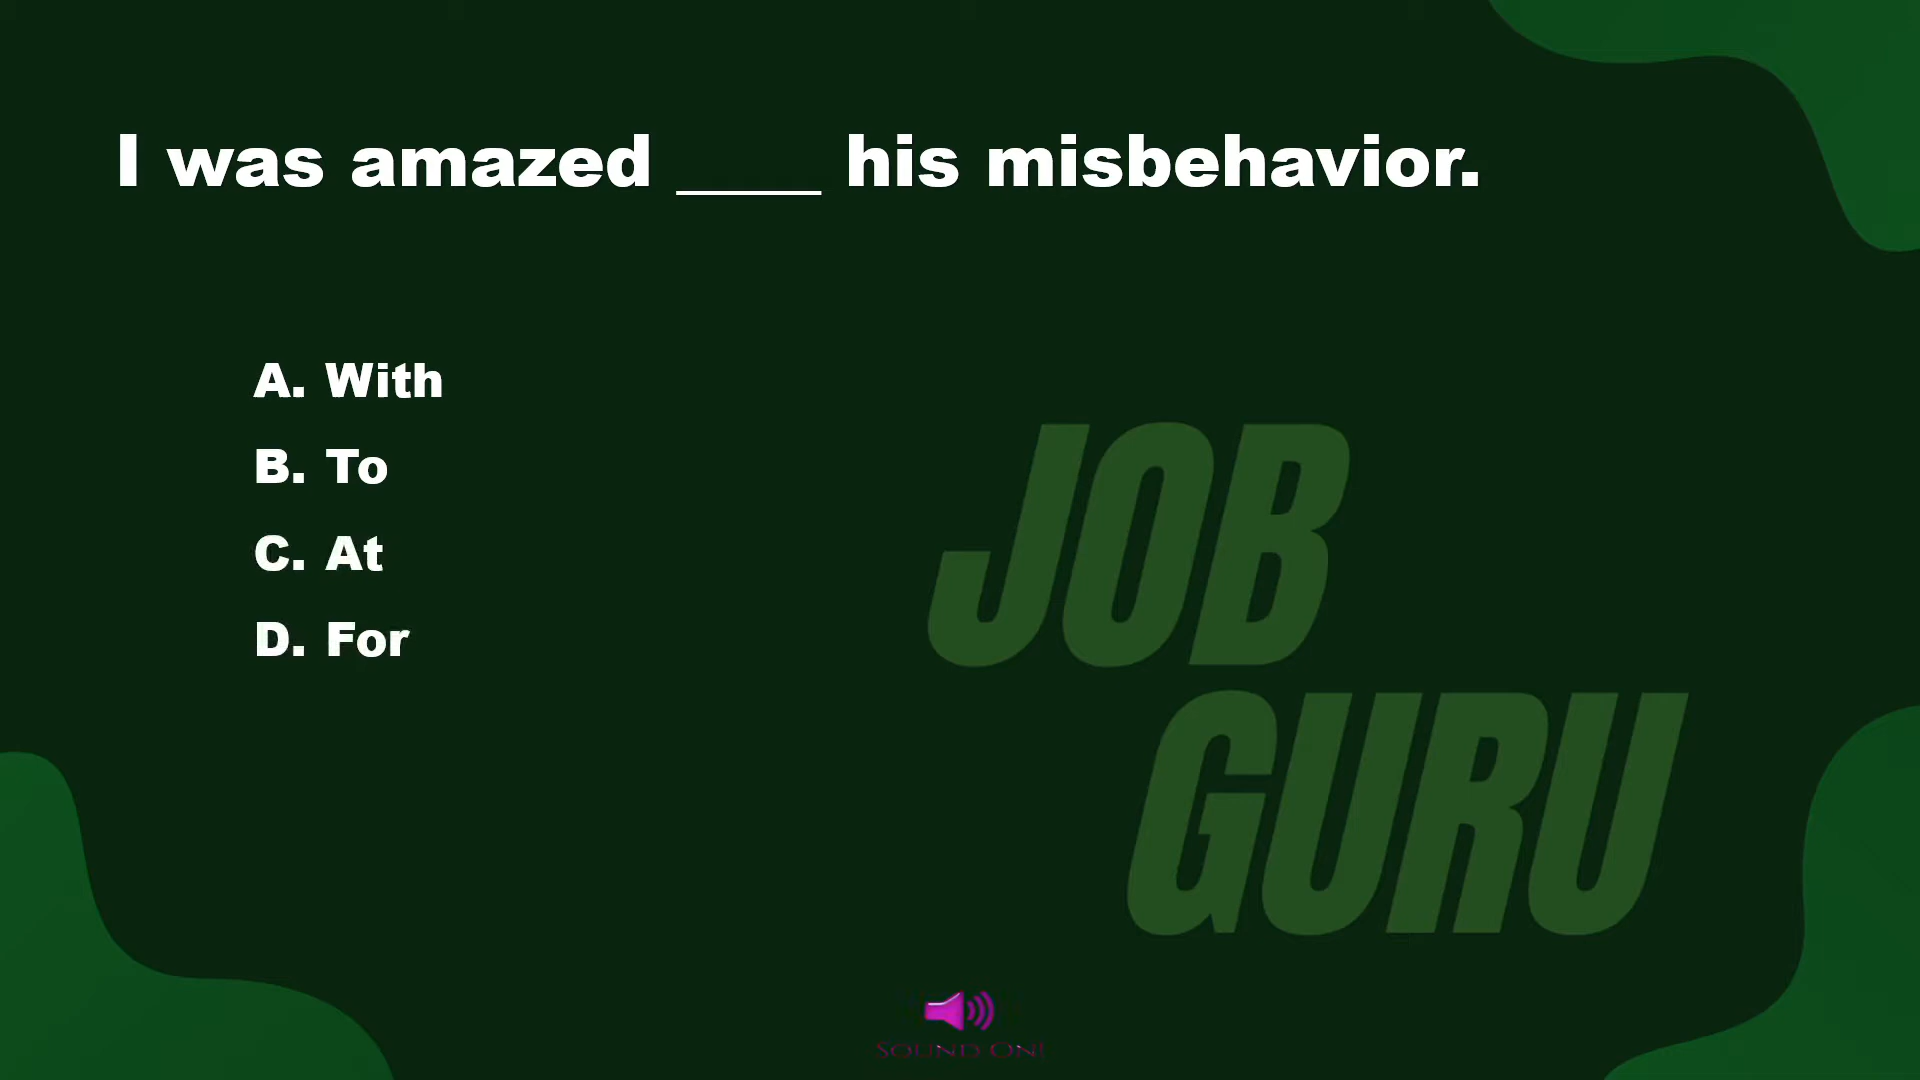 I was amazed ____ his misbehavior.
A. With
B. To
C. At
D. For
JOB
GURU
SOUND ON!